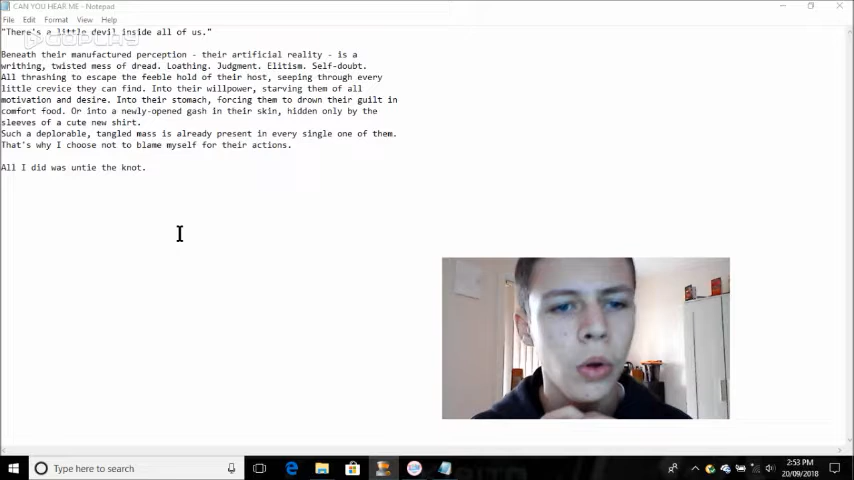 CAN YOU HEAR ME - Notepad
File Edit Format View Help
"There's a little devil inside all of us."
Beneath their manufactured perception - their artificial reality - is a
writhing, twisted mess of dread. Loathing. Judgment. Elitism. Self-doubt.
All thrashing to escape the feeble hold of their host, seeping through every
little crevice they can find. Into their willpower, starving them of all
motivation and desire. Into their stomach, forcing them to drown their guilt in
comfort food. Or into a newly-opened gash in their skin, hidden only by the
sleeves of a cute new shirt.
Such a deplorable, tangled mass is already present in every single one of them.
That's why I choose not to blame myself for their actions.
All I did was untie the knot.
Type here to search
2:53 PM
20/09/2018